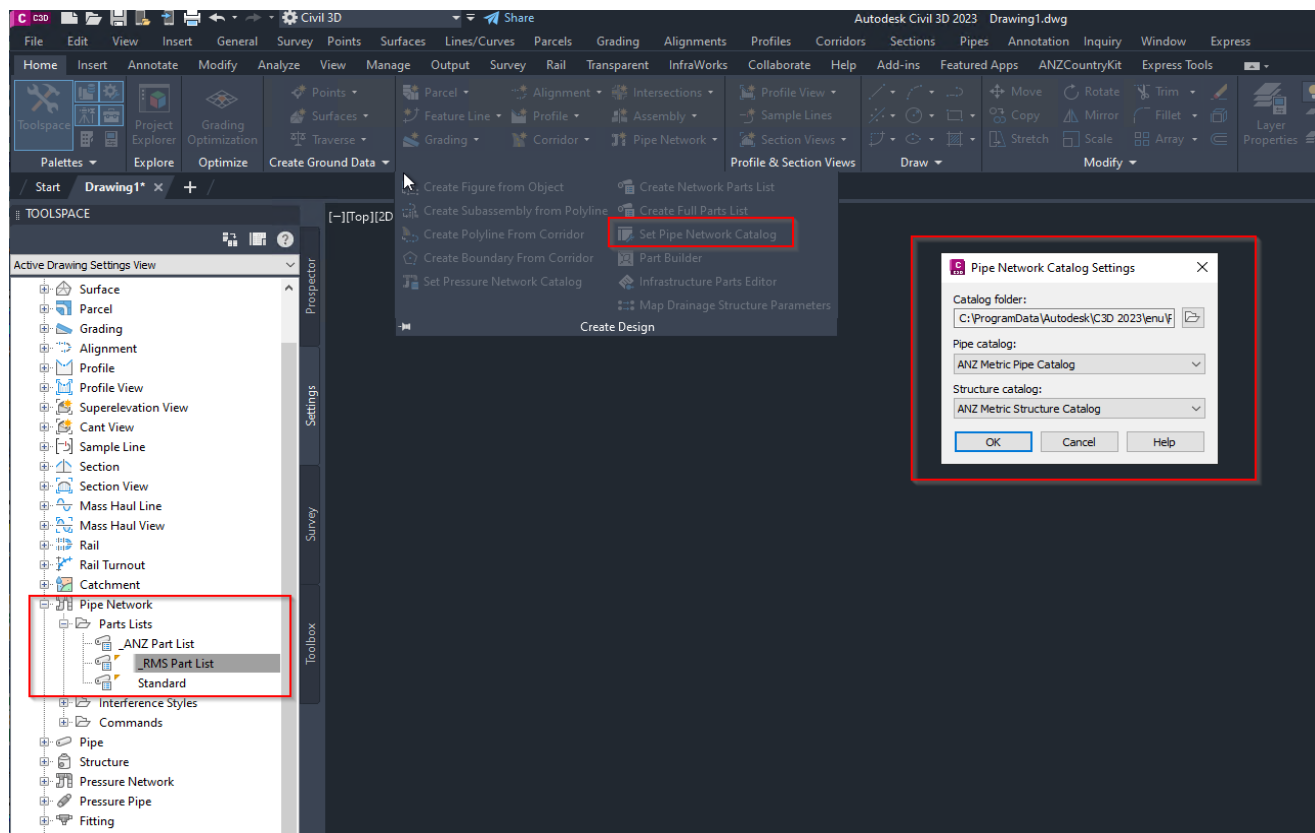 C3D Civil 3D Share Autodesk Civil 3D 2023 Drawing1.dwg
File Edit View Insert General Survey Points Surfaces Lines/Curves Parcels Grading Alignments Profiles Corridors Sections Pipes Annotation Inquiry Window Express
Home Insert Annotate Modify Analyze View Manage Output Survey Rail Transparent InfraWorks Collaborate Help Add-ins Featured Apps ANZCountryKit Express Tools
Points Parcel Alignment Intersections Profile View Move Rotate Trim
Surfaces Feature Line Profile Assembly Sample Lines Copy Mirror Fillet
Toolspace Project Explorer Grading Optimization Traverse Grading Corridor Pipe Network Section Views Stretch Scale Array Layer Properties
Palettes Explore Optimize Create Ground Data Profile & Section Views Draw Modify
Start Drawing1* × +
Create Figure from Object Create Network Parts List
Create Subassembly from Polyline Create Full Parts List
Create Polyline From Corridor Set Pipe Network Catalog
Create Boundary From Corridor Part Builder
Set Pressure Network Catalog Infrastructure Parts Editor
Map Drainage Structure Parameters
Create Design
TOOLSPACE
[−][Top][2D
Active Drawing Settings View
Surface
Parcel
Grading
Alignment
Profile
Profile View
Superelevation View
Cant View
Sample Line
Section
Section View
Mass Haul Line
Mass Haul View
Rail
Rail Turnout
Catchment
Pipe Network
Parts Lists
_ANZ Part List
_RMS Part List
Standard
Interference Styles
Commands
Pipe
Structure
Pressure Network
Pressure Pipe
Fitting
Prospector
Settings
Survey
Toolbox
Pipe Network Catalog Settings
Catalog folder:
C:\ProgramData\Autodesk\C3D 2023\enu\F
Pipe catalog:
ANZ Metric Pipe Catalog
Structure catalog:
ANZ Metric Structure Catalog
OK Cancel Help